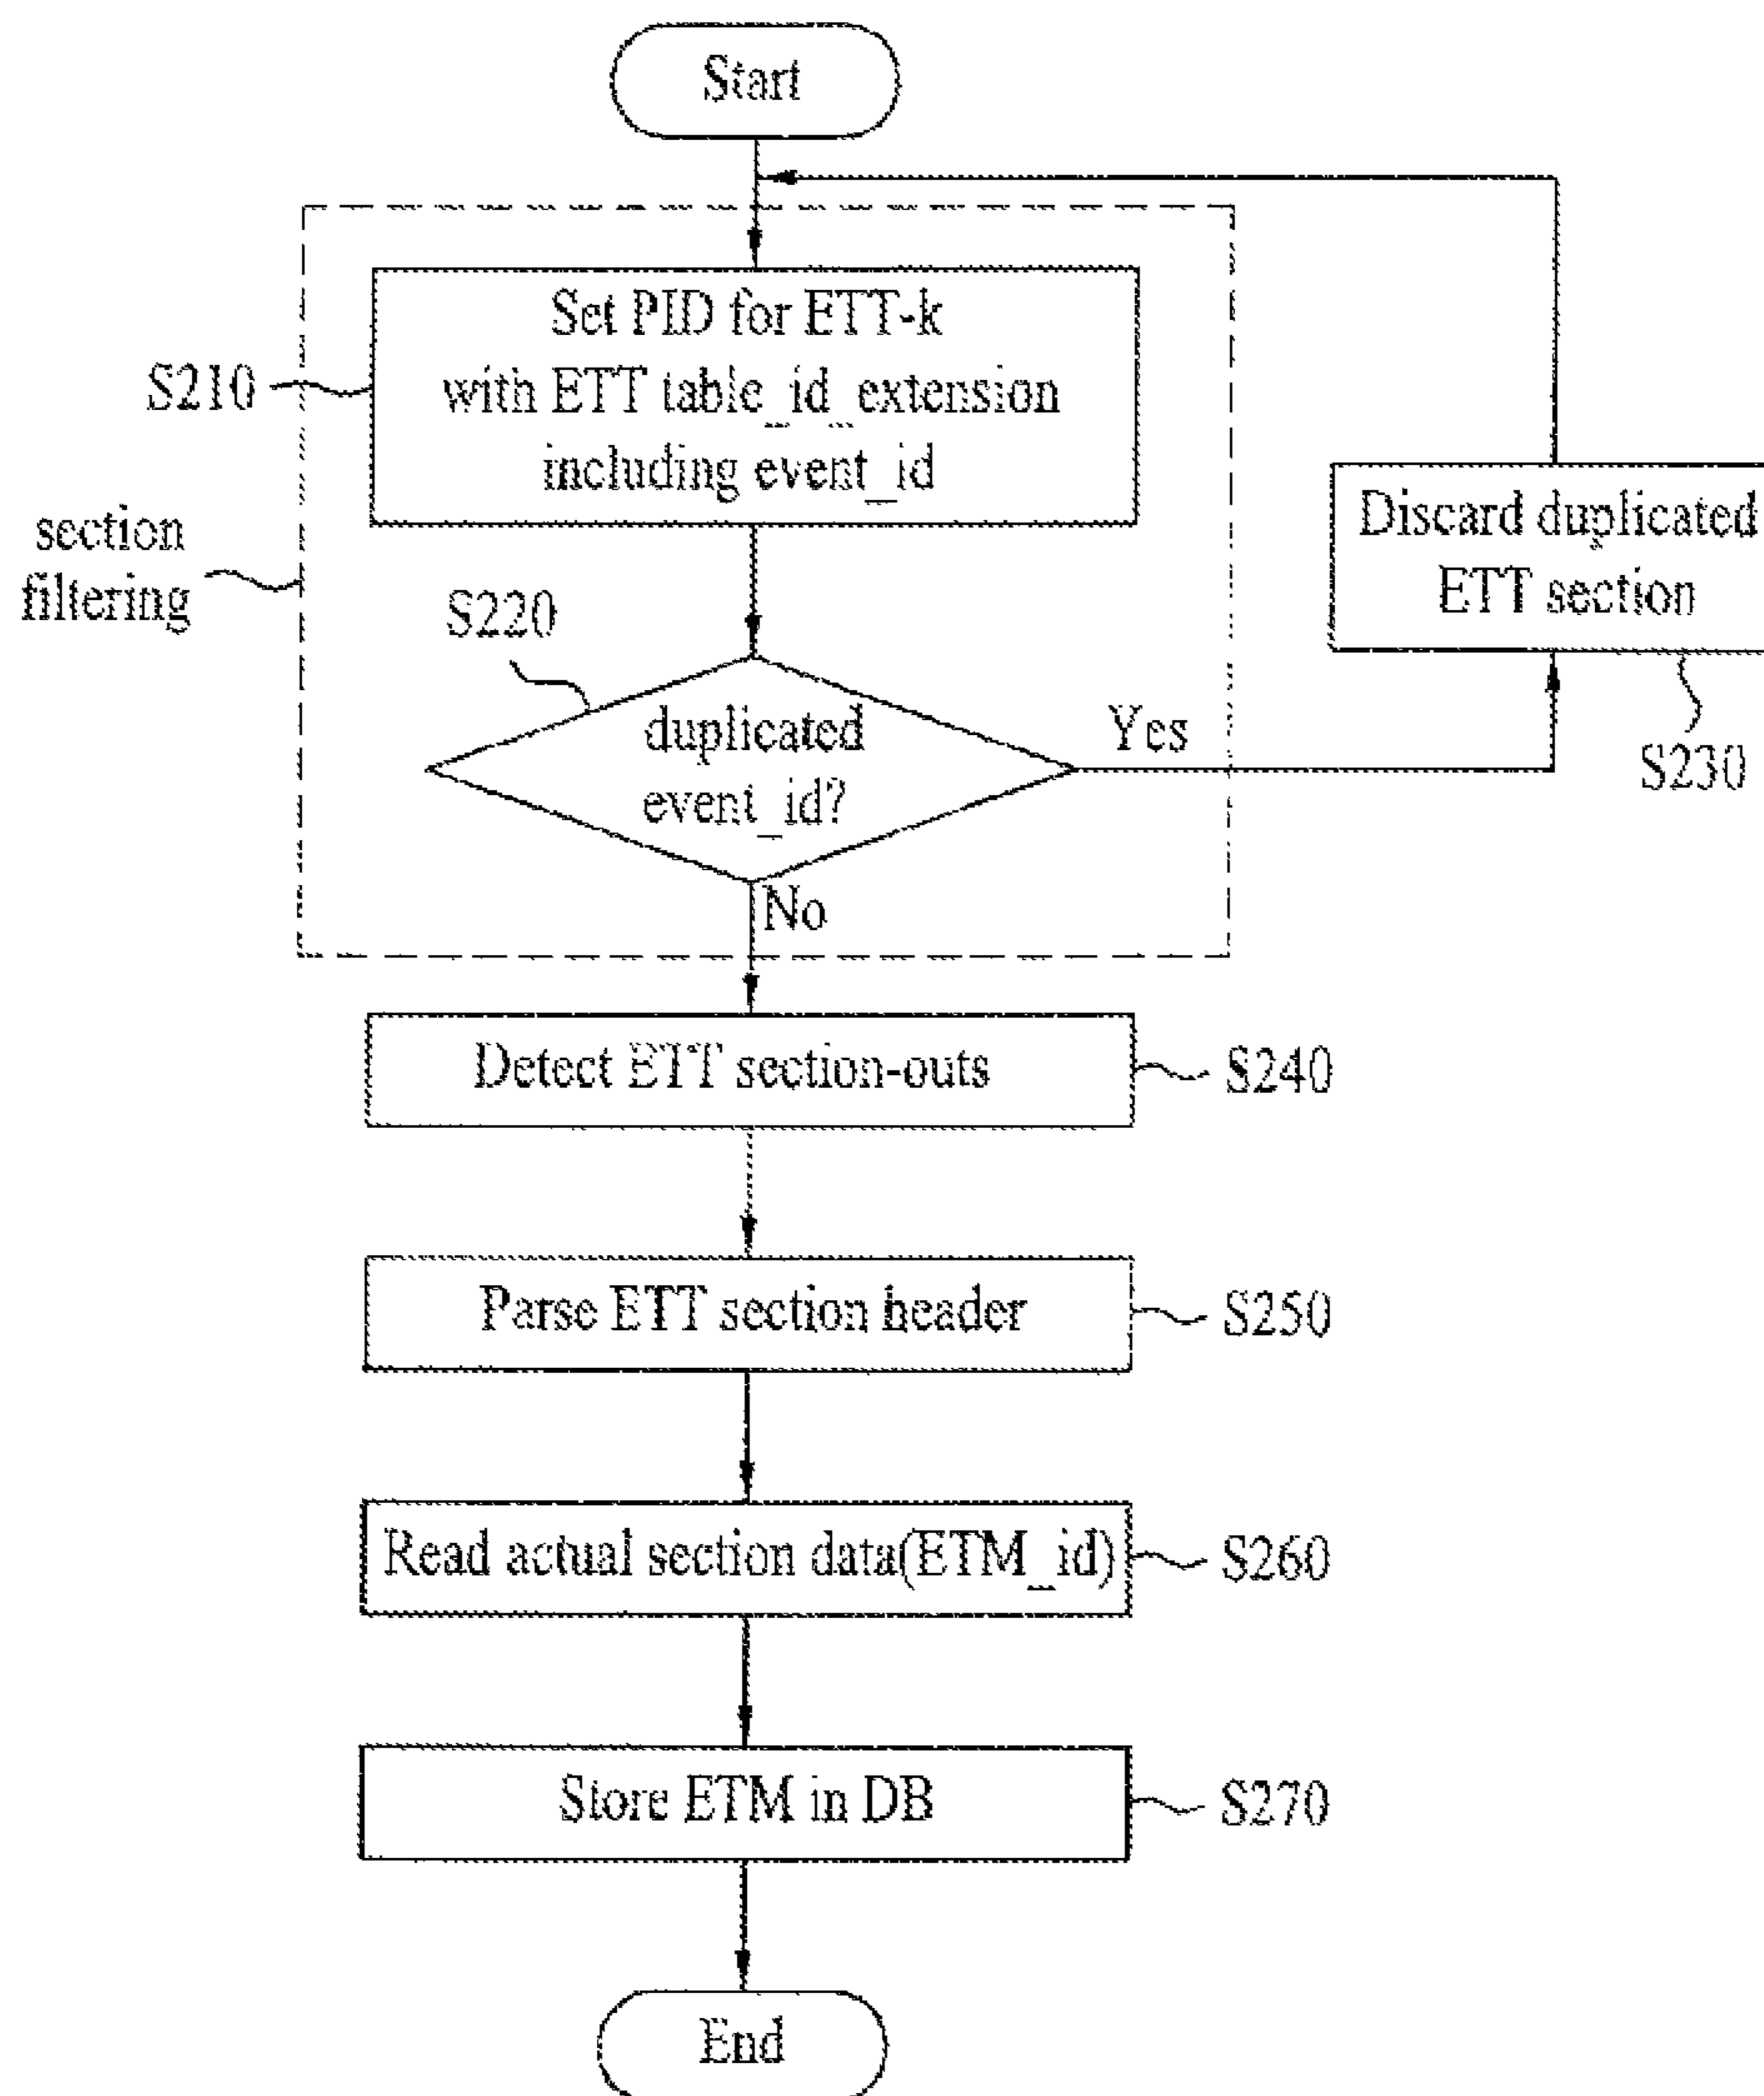 Start
Set PID for ETT-k
with ETT table_id_extension
including event_id
S210
section
filtering
Discard duplicated
ETT section
S230
S220
duplicated
event_id?
Yes
No
Detect ETT section-outs
S240
Parse ETT section header
S250
Read actual section data(ETM_id)
S260
Store ETM in DB
S270
End